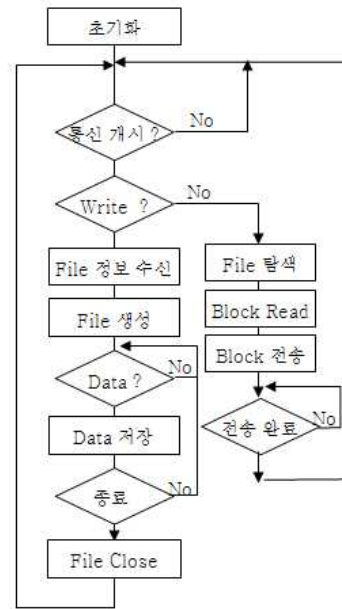 초기화
통신 개시 ?
No
Write ?
No
File 정보 수신
File 생성
Data ?
No
Data 저장
종료
No
File Close
File 탐색
Block Read
Block 전송
전송 완료
No